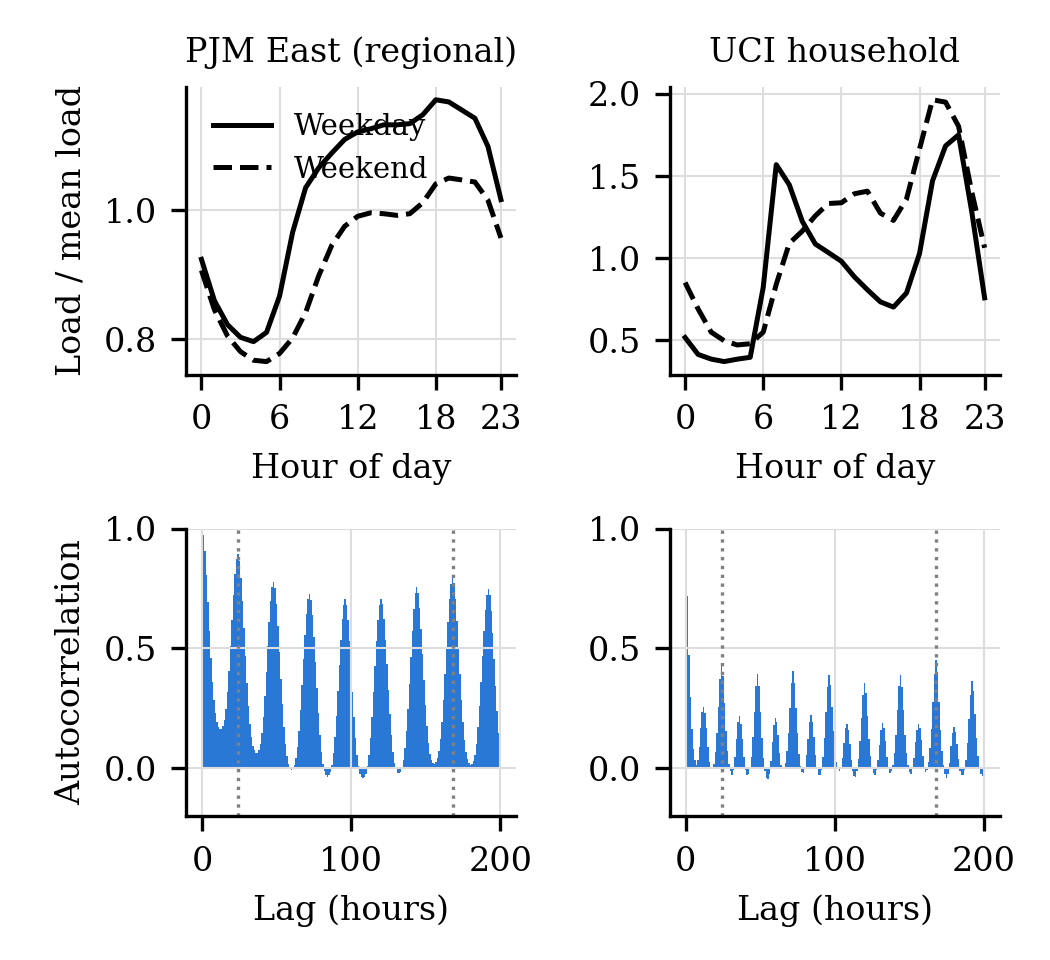 PJM East (regional)
UCI household
Load / mean load
Weekday
Weekend
1.0
0.8
0 6 12 18 23
Hour of day
2.0
1.5
1.0
0.5
0 6 12 18 23
Hour of day
Autocorrelation
1.0
0.5
0.0
0 100 200
Lag (hours)
1.0
0.5
0.0
0 100 200
Lag (hours)